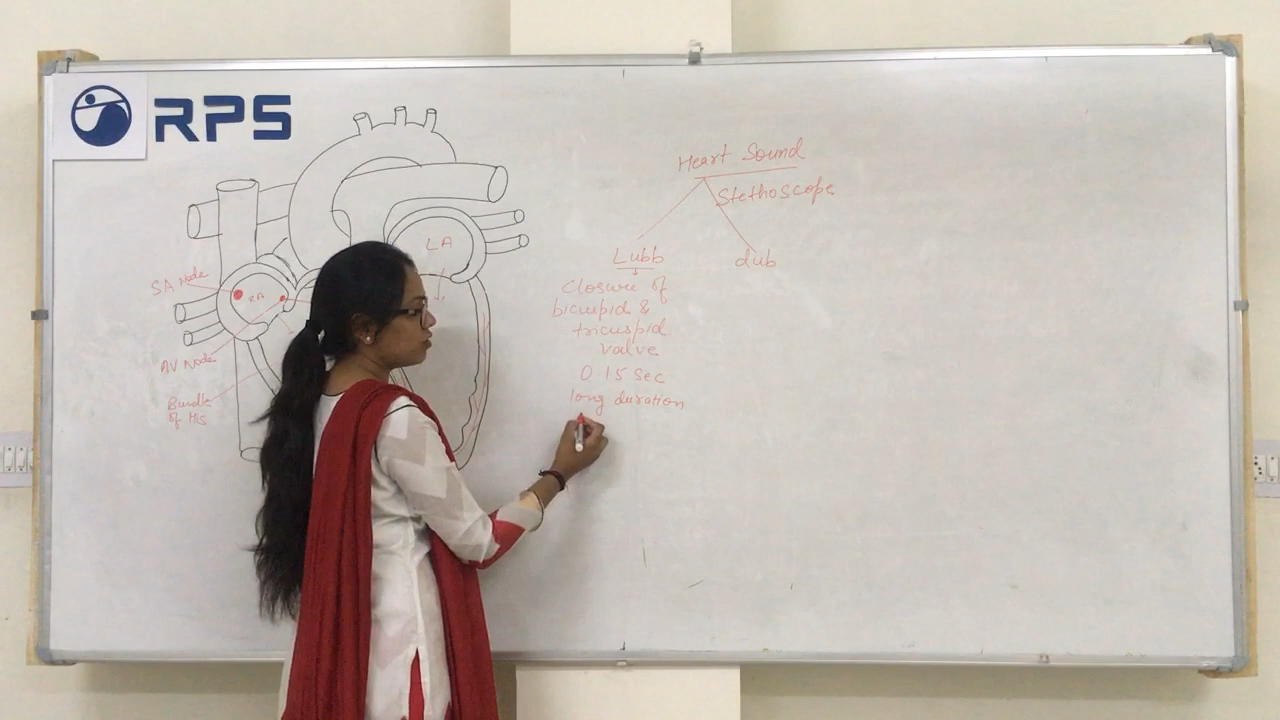 RPS
Heart Sound
Stethoscope
Lubb
dub
closure of
bicuspid &
tricuspid
valve
0.15 sec
long duration
LA
SA Node
RA
AV Node
Bundle
of His